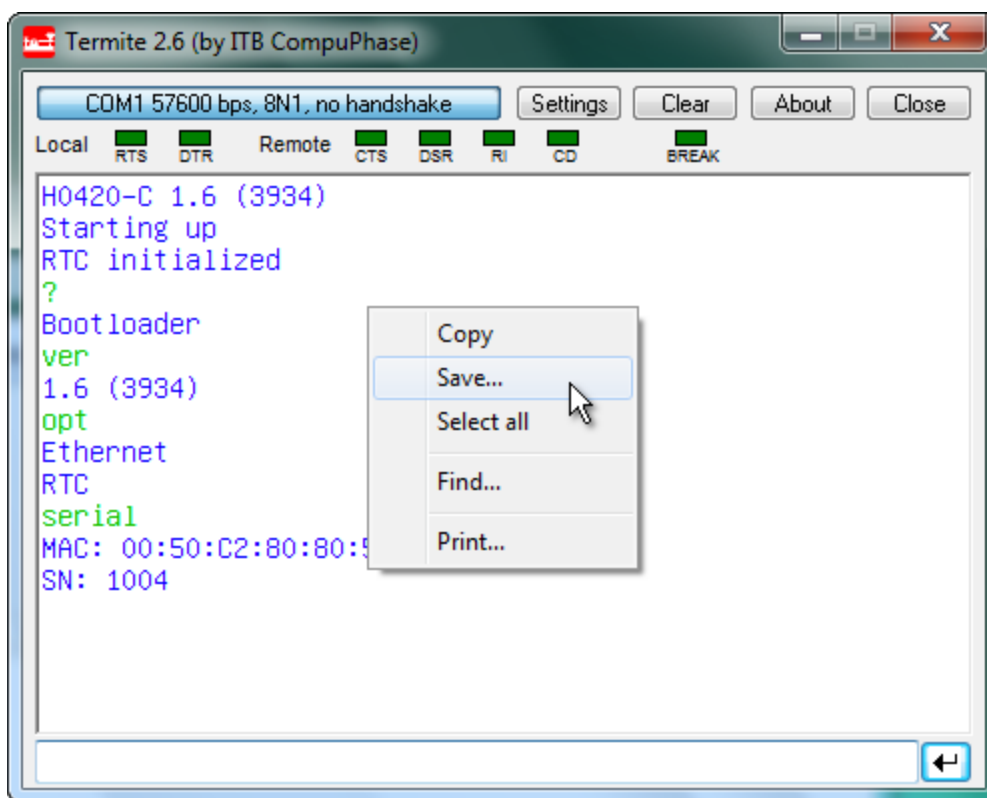 Termite 2.6 (by ITB CompuPhase)
COM1 57600 bps, 8N1, no handshake Settings Clear About Close
Local RTS DTR Remote CTS DSR RI CD BREAK
H0420-C 1.6 (3934)
Starting up
RTC initialized
?
Bootloader
ver
1.6 (3934)
opt
Ethernet
RTC
serial
MAC: 00:50:C2:80:80:
SN: 1004
Copy
Save...
Select all
Find...
Print...